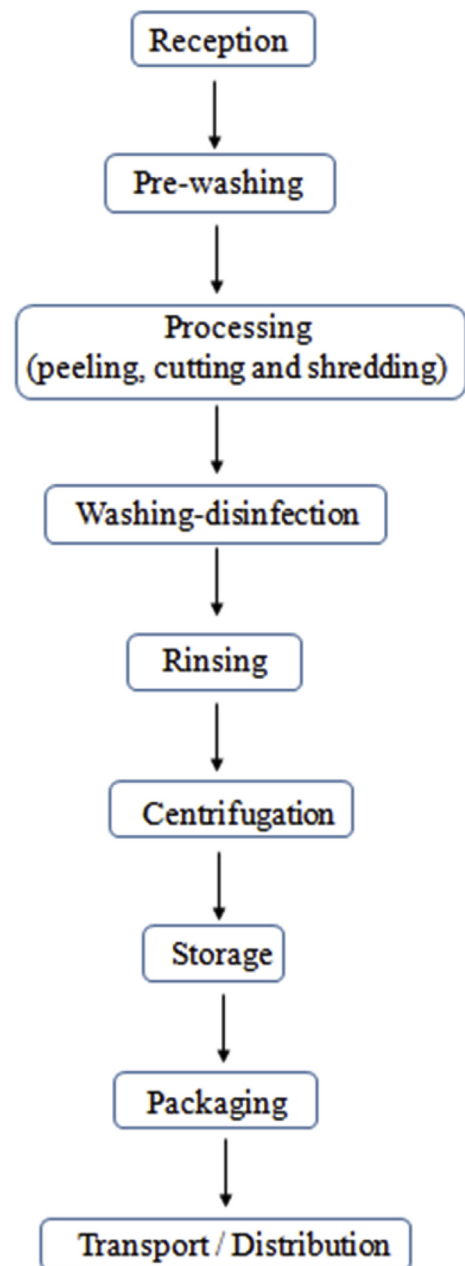 Reception
Pre-washing
Processing
(peeling, cutting and shredding)
Washing-disinfection
Rinsing
Centrifugation
Storage
Packaging
Transport / Distribution